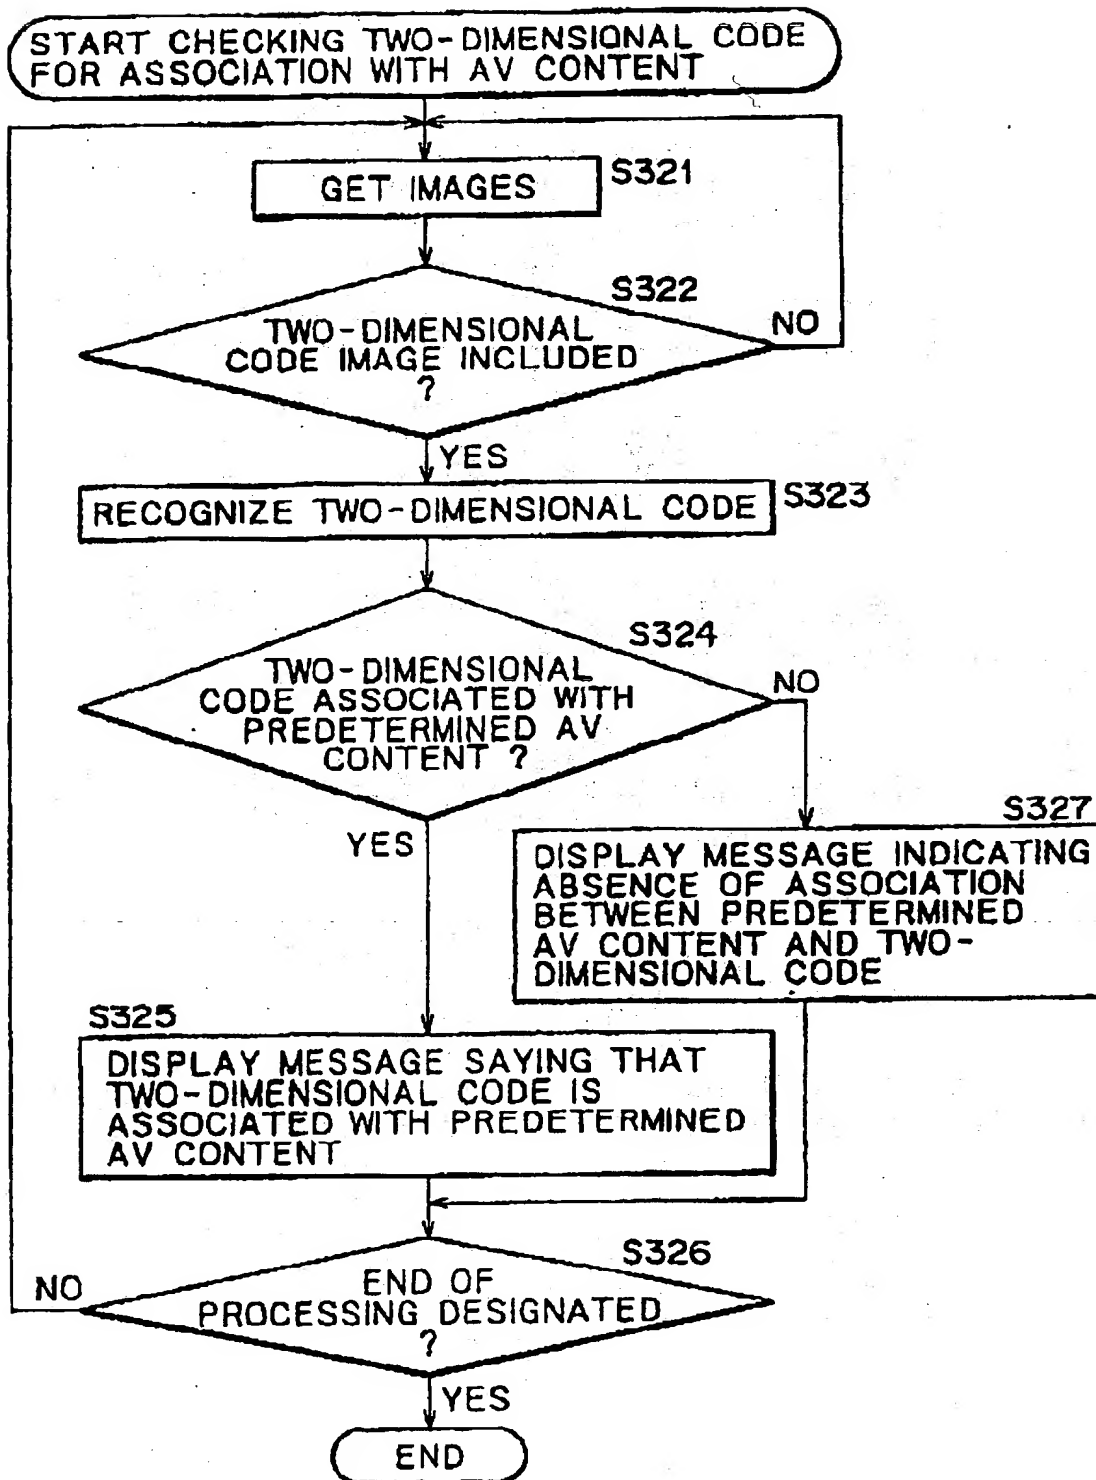 START CHECKING TWO-DIMENSIONAL CODE
FOR ASSOCIATION WITH AV CONTENT
GET IMAGES
S321
S322
TWO-DIMENSIONAL
CODE IMAGE INCLUDED
?
NO
YES
RECOGNIZE TWO-DIMENSIONAL CODE
S323
S324
TWO-DIMENSIONAL
CODE ASSOCIATED WITH
PREDETERMINED AV
CONTENT ?
NO
YES
S327
DISPLAY MESSAGE INDICATING
ABSENCE OF ASSOCIATION
BETWEEN PREDETERMINED
AV CONTENT AND TWO-
DIMENSIONAL CODE
S325
DISPLAY MESSAGE SAYING THAT
TWO-DIMENSIONAL CODE IS
ASSOCIATED WITH PREDETERMINED
AV CONTENT
S326
END OF
PROCESSING DESIGNATED
?
NO
YES
END